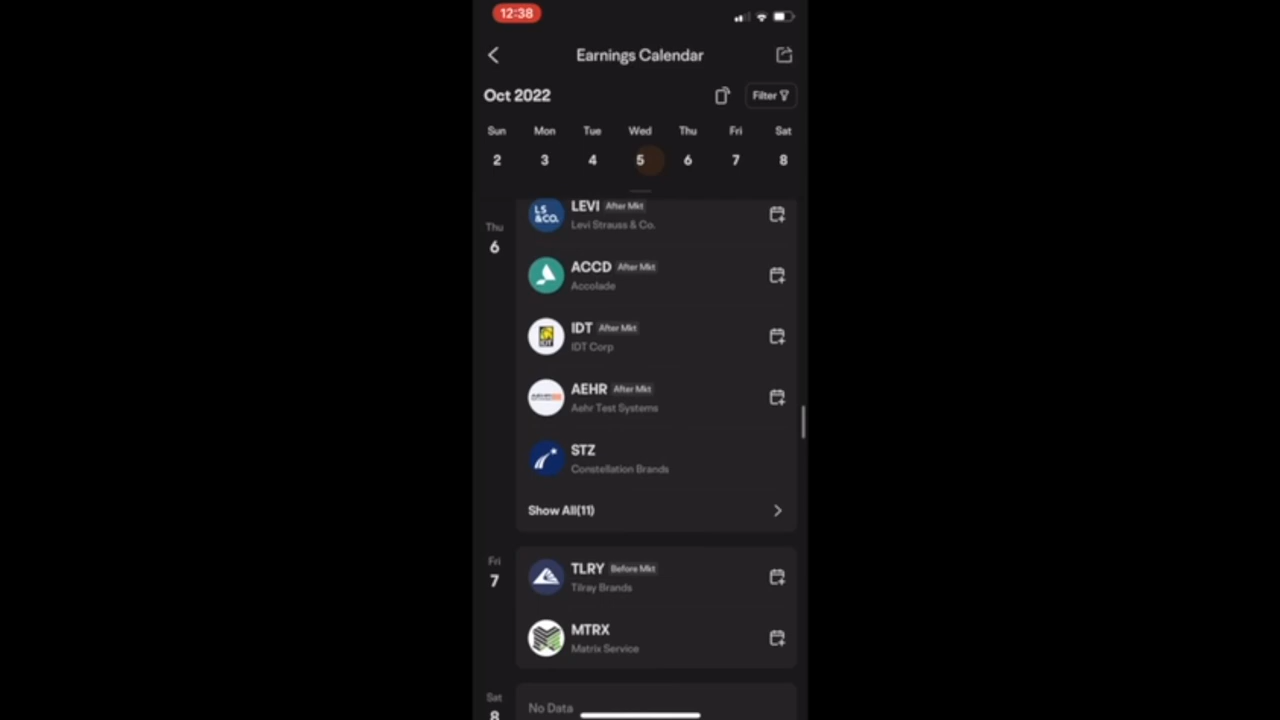 12:38
Earnings Calendar
Oct 2022
Filter
Sun Mon Tue Wed Thu Fri Sat
2 3 4 5 6 7 8
Thu
6
LS
&CO.
LEVI After Mkt
Levi Strauss & Co.
ACCD After Mkt
Accolade
IDT
IDT After Mkt
IDT Corp
AEHR After Mkt
Aehr Test Systems
STZ
Constellation Brands
Show All(11)
Fri
7
TLRY Before Mkt
Tilray Brands
MTRX
Matrix Service
Sat
8
No Data